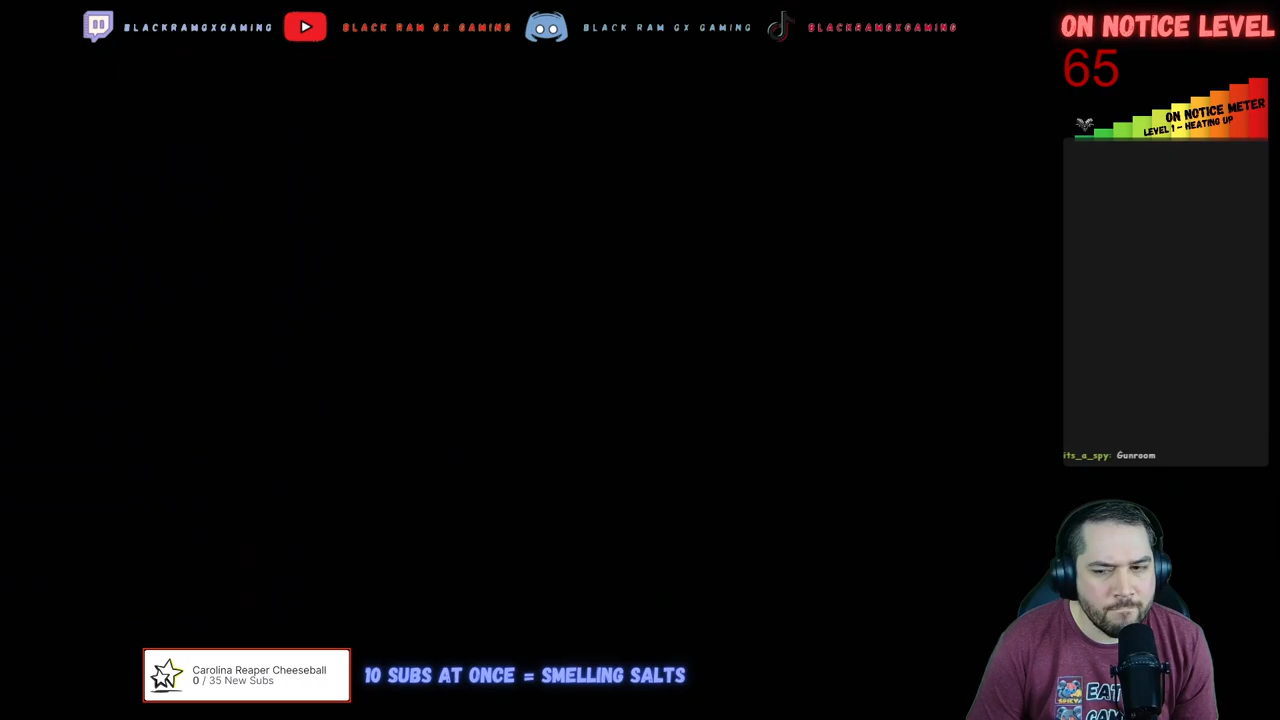 BLACKRAMGXGAMING
BLACK RAM GX GAMING
BLACK RAM GX GAMING
BLACKRAMGXGAMING
ON NOTICE LEVEL
65
ON NOTICE METER
LEVEL 1 - HEATING UP
its_a_spy: Gunroom
Carolina Reaper Cheeseball
0 / 35 New Subs
10 SUBS AT ONCE = SMELLING SALTS
EAT